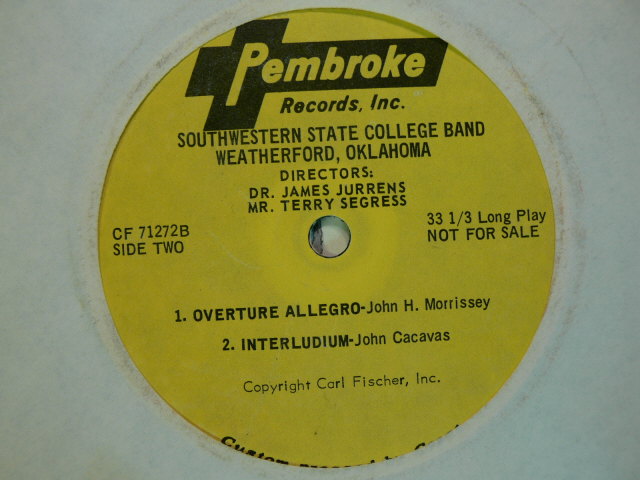 Pembroke
Records, Inc.
SOUTHWESTERN STATE COLLEGE BAND
WEATHERFORD, OKLAHOMA
DIRECTORS:
DR. JAMES JURRENS
MR. TERRY SEGRESS
CF 71272B
SIDE TWO
33 1/3 Long Play
NOT FOR SALE
1. OVERTURE ALLEGRO-John H. Morrissey
2. INTERLUDIUM-John Cacavas
Copyright Carl Fischer, Inc.
Custom